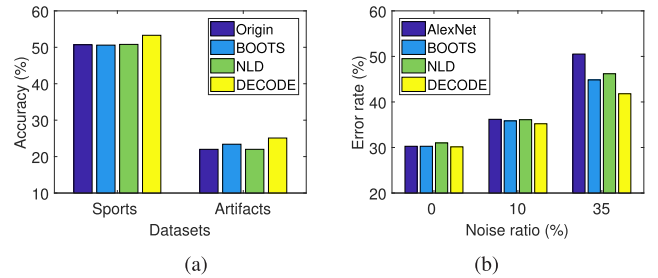 60
50
40
30
20
10
Accuracy (%)
Origin
BOOTS
NLD
DECODE
Sports
Artifacts
Datasets
(a)
60
50
40
30
20
Error rate (%)
AlexNet
BOOTS
NLD
DECODE
0
10
35
Noise ratio (%)
(b)